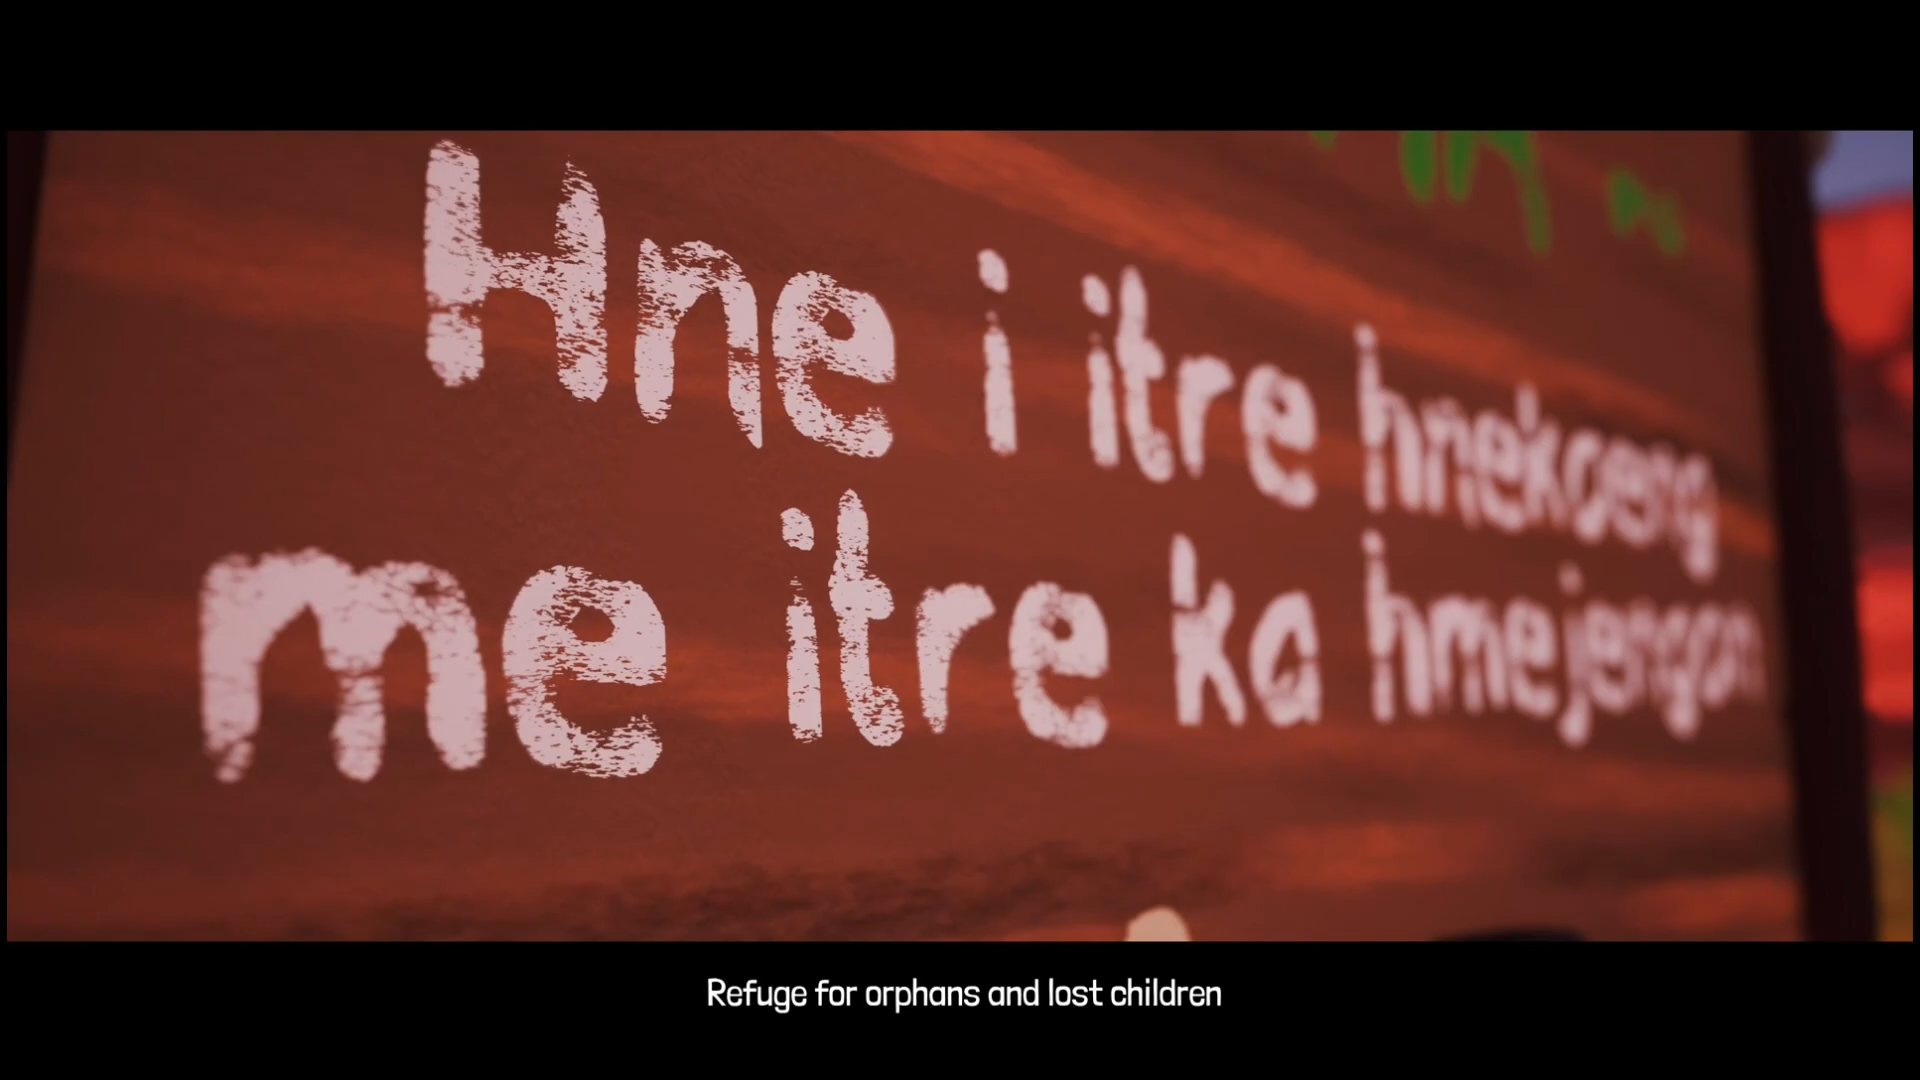 Hne i itre hnekoeng
me itre ka hmejengon
Refuge for orphans and lost children